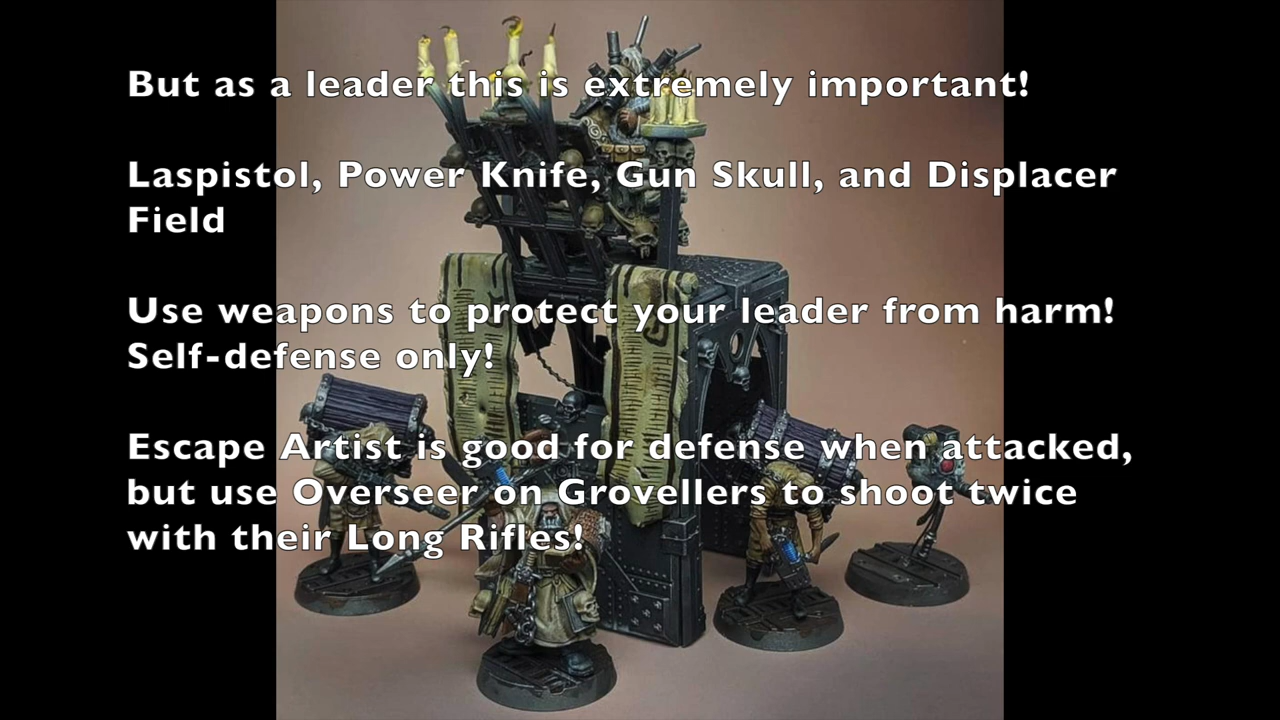 But as a leader this is extremely important!
Laspistol, Power Knife, Gun Skull, and Displacer
Field
Use weapons to protect your leader from harm!
Self-defense only!
Escape Artist is good for defense when attacked,
but use Overseer on Grovellers to shoot twice
with their Long Rifles!